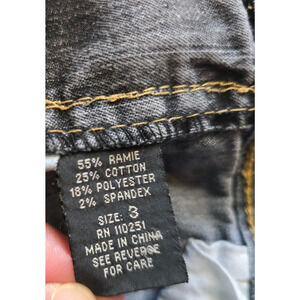 55% RAMIE
25% COTTON
18% POLYESTER
2% SPANDEX
SIZE: 3
RN 110251
MADE IN CHINA
SEE REVERSE
FOR CARE